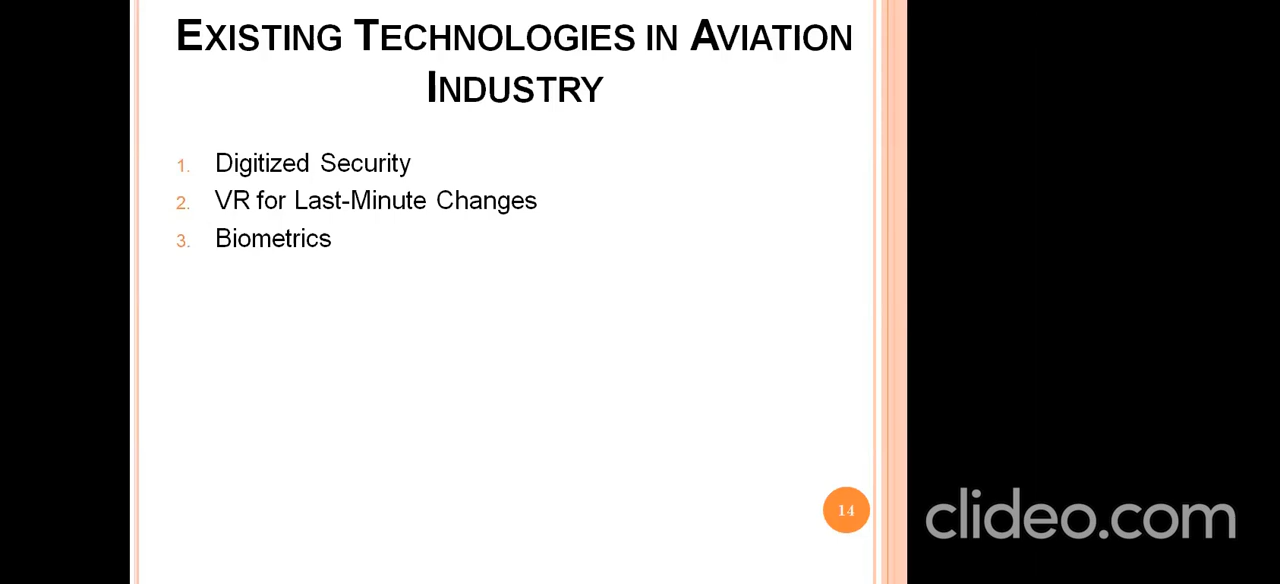 EXISTING TECHNOLOGIES IN AVIATION
INDUSTRY
1. Digitized Security
2. VR for Last-Minute Changes
3. Biometrics
14
clideo.com